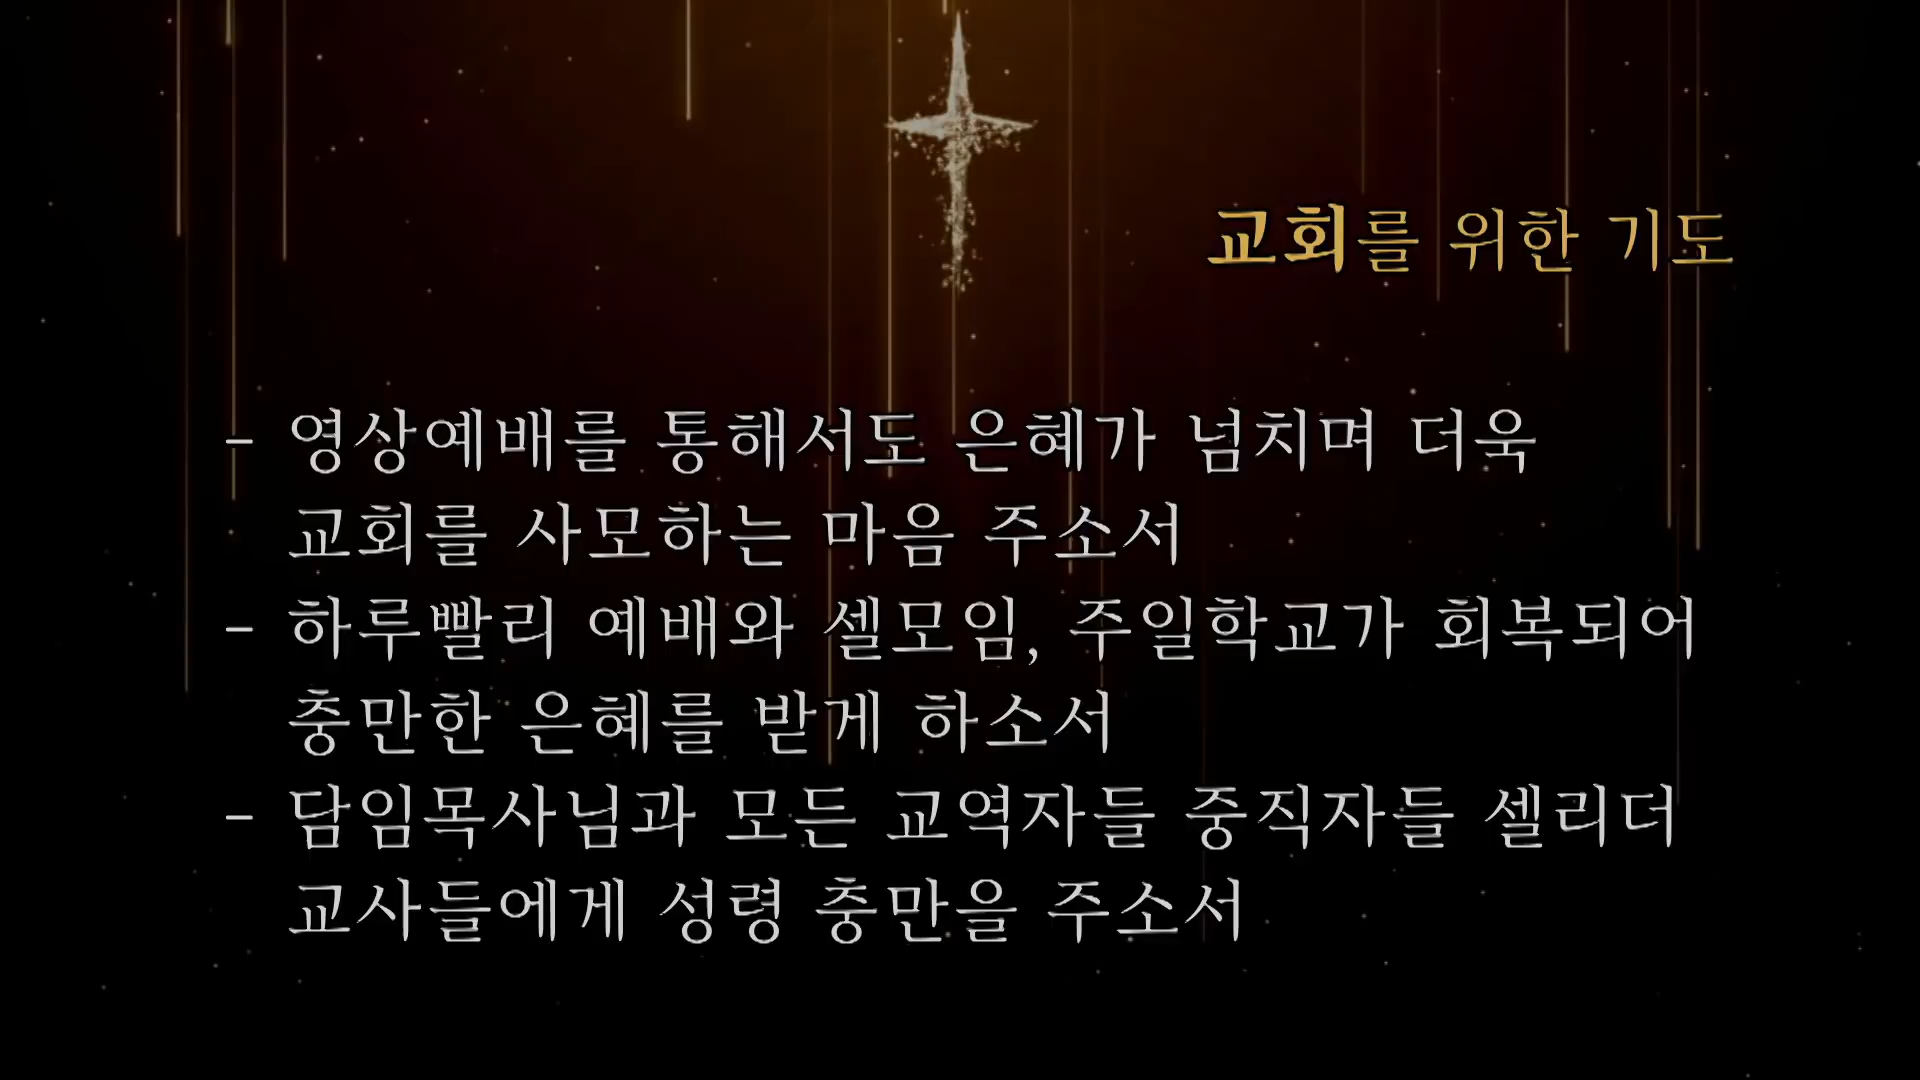 교회를 위한 기도
- 영상예배를 통해서도 은혜가 넘치며 더욱
교회를 사모하는 마음 주소서
- 하루빨리 예배와 셀모임, 주일학교가 회복되어
충만한 은혜를 받게 하소서
- 담임목사님과 모든 교역자들 중직자들 셀리더
교사들에게 성령 충만을 주소서